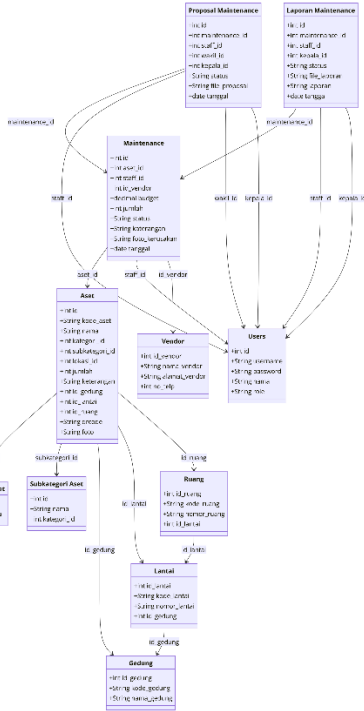 Proposal Maintenance
+int id
+int maintenance_id
+int staff_id
+int wakil_id
+int kepala_id
+String status
+String file_proposal
+date tanggal
Laporan Maintenance
+int id
+int maintenance_id
+int staff_id
+int kepala_id
+String status
+String file_laporan
+String laporan
+date tangga
maintenance_id
maintenance_id
Maintenance
+int id
+int aset_id
+int staff_id
+int id_vendor
+decimal budget
+int jumlah
+String status
+String keterangan
+String foto_kerusakan
+date tanggal
staff_id
wakil_id
kepala_id
staff_id
kepala_id
aset_id
staff_id
id_vendor
Aset
+int id
+String kode_aset
+String nama
+int kategori_id
+int subkategori_id
+int lokasi_id
+int jumlah
+String keterangan
+int id_gedung
+int id_lantai
+int id_ruang
+String
+String foto
Vendor
+int id_vendor
+String nama_vendor
+String alamat_vendor
+int no_telp
Users
+int id
+String username
+String password
+String nama
+String role
subkategori_id
id_ruang
Subkategori Aset
+int id
+String nama
+int kategori_id
id_lantai
Ruang
+int id_ruang
+String kode_ruang
+String nomor_ruang
+int id_lantai
id_gedung
id_lantai
Lantai
+int id_lantai
+String kode_lantai
+String nomor_lantai
+int id_gedung
id_gedung
Gedung
+int id_gedung
+String kode_gedung
+String nama_gedung